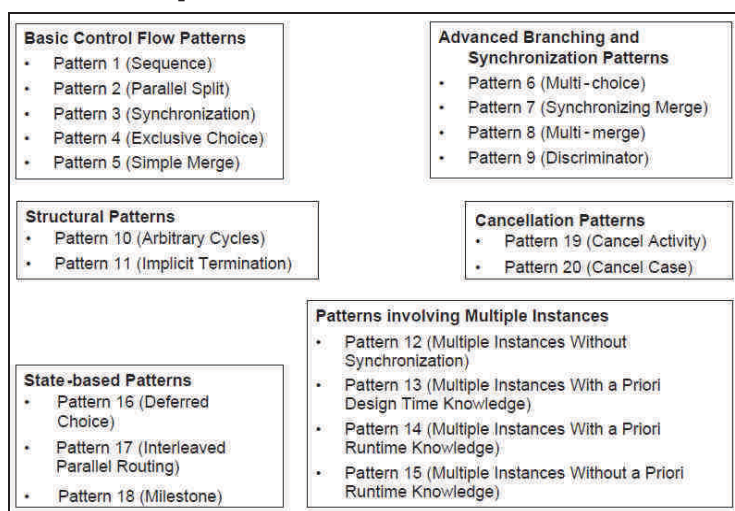 Basic Control Flow Patterns
• Pattern 1 (Sequence)
• Pattern 2 (Parallel Split)
• Pattern 3 (Synchronization)
• Pattern 4 (Exclusive Choice)
• Pattern 5 (Simple Merge)
Advanced Branching and
Synchronization Patterns
• Pattern 6 (Multi-choice)
• Pattern 7 (Synchronizing Merge)
• Pattern 8 (Multi-merge)
• Pattern 9 (Discriminator)
Structural Patterns
• Pattern 10 (Arbitrary Cycles)
• Pattern 11 (Implicit Termination)
Cancellation Patterns
• Pattern 19 (Cancel Activity)
• Pattern 20 (Cancel Case)
Patterns involving Multiple Instances
• Pattern 12 (Multiple Instances Without
Synchronization)
• Pattern 13 (Multiple Instances With a Priori
Design Time Knowledge)
• Pattern 14 (Multiple Instances With a Priori
Runtime Knowledge)
• Pattern 15 (Multiple Instances Without a Priori
Runtime Knowledge)
State-based Patterns
• Pattern 16 (Deferred
Choice)
• Pattern 17 (Interleaved
Parallel Routing)
• Pattern 18 (Milestone)